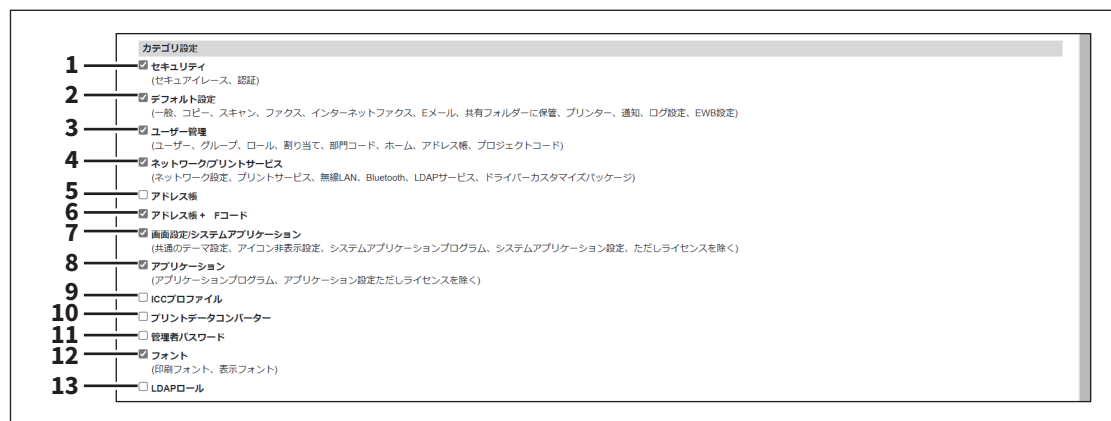 カテゴリ設定
1 セキュリティ
(セキュアイレース、認証)
2 デフォルト設定
(一般、コピー、スキャン、ファクス、インターネットファクス、Eメール、共有フォルダーに保管、プリンター、通知、ログ設定、EWB設定)
3 ユーザー管理
(ユーザー、グループ、ロール、割り当て、部門コード、ホーム、アドレス帳、プロジェクトコード)
4 ネットワーク/プリントサービス
(ネットワーク設定、プリントサービス、無線LAN、Bluetooth、LDAPサービス、ドライバーカスタマイズパッケージ)
5 アドレス帳
6 アドレス帳 + Fコード
7 画面設定/システムアプリケーション
(共通のテーマ設定、アイコン非表示設定、システムアプリケーションプログラム、システムアプリケーション設定、ただしライセンスを除く)
8 アプリケーション
(アプリケーションプログラム、アプリケーション設定ただしライセンスを除く)
9 ICCプロファイル
10 プリントデータコンバーター
11 管理者パスワード
12 フォント
(印刷フォント、表示フォント)
13 LDAPロール